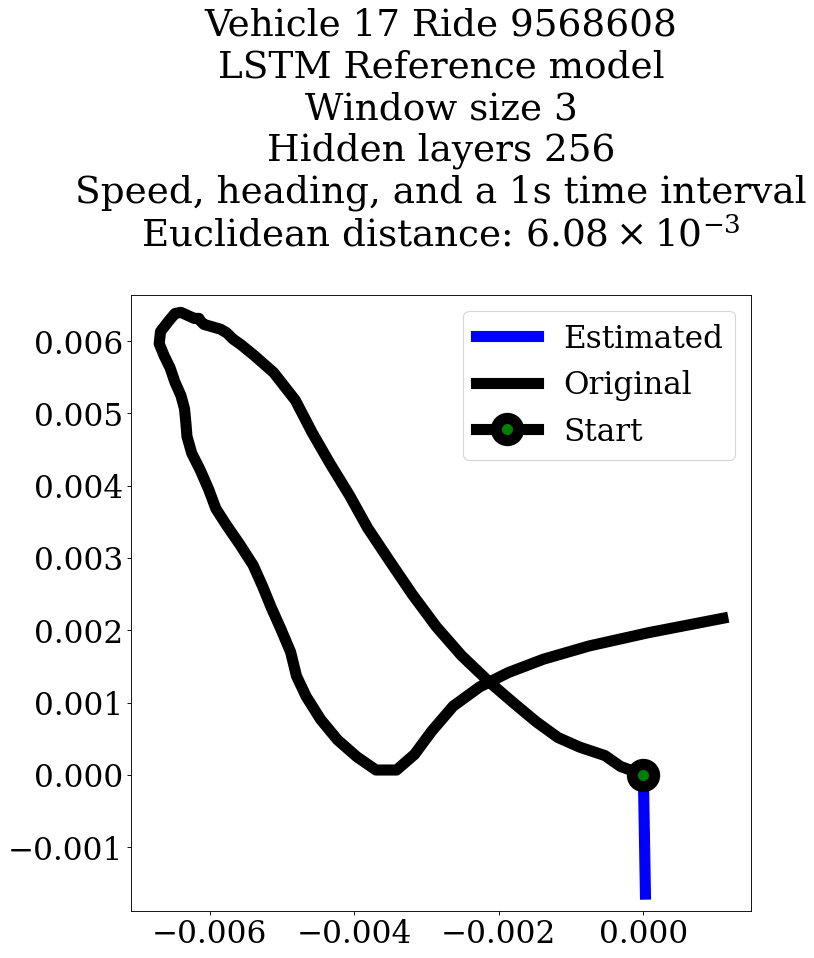 Vehicle 17 Ride 9568608
LSTM Reference model
Window size 3
Hidden layers 256
Speed, heading, and a 1s time interval
Euclidean distance: 6.08 × 10⁻³
Estimated
Original
Start
0.006
0.005
0.004
0.003
0.002
0.001
0.000
−0.001
−0.006 −0.004 −0.002 0.000